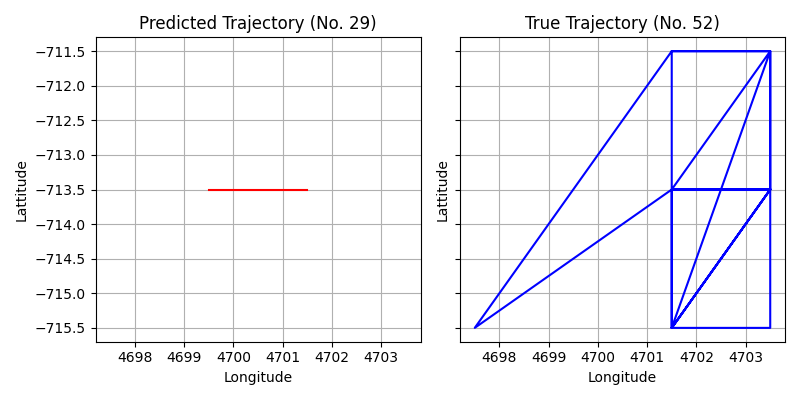 Predicted Trajectory (No. 29)
True Trajectory (No. 52)
Lattitude
−711.5
−712.0
−712.5
−713.0
−713.5
−714.0
−714.5
−715.0
−715.5
4698 4699 4700 4701 4702 4703
Longitude
Lattitude
4698 4699 4700 4701 4702 4703
Longitude